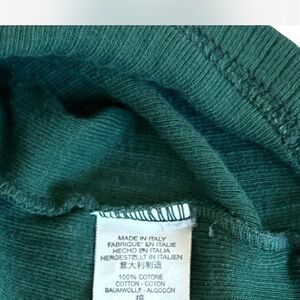 MADE IN ITALY
FABRIQUE EN ITALIE
HECHO EN ITALIA
HERGESTELLT IN ITALIEN
意大利制造
100% COTONE
COTTON - COTON
BAUMWOLLE - ALGODÓN
棉